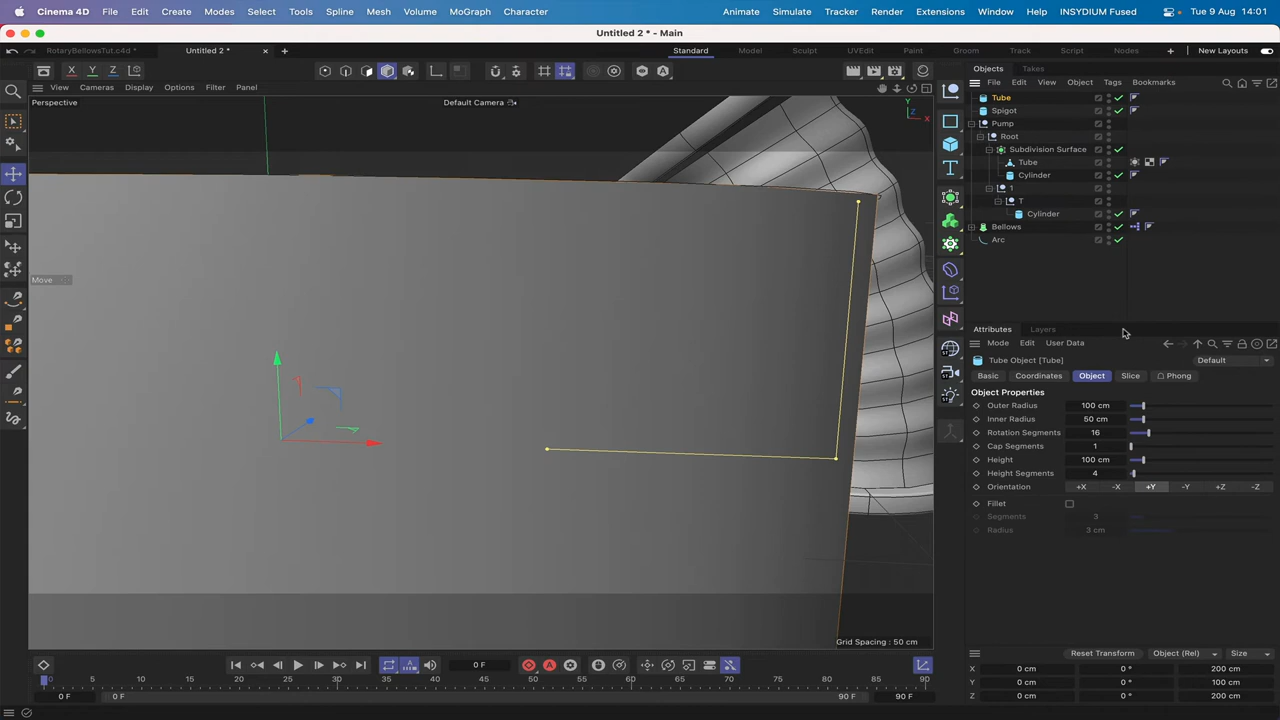 Cinema 4D File Edit Create Modes Select Tools Spline Mesh Volume MoGraph Character Animate Simulate Tracker Render Extensions Window Help INSYDIUM Fused Tue 9 Aug 14:01
Untitled 2 * - Main
RotaryBellowsTut.c4d * Untitled 2 * Standard Model Sculpt UVEdit Paint Groom Track Script Nodes New Layouts
X Y Z
Objects Takes
View Cameras Display Options Filter Panel
File Edit View Object Tags Bookmarks
Perspective Default Camera
Tube
Spigot
Pump
Root
Subdivision Surface
Tube
Cylinder
1
T
Cylinder
Bellows
Arc
Y
Z X
Move
Attributes Layers
Mode Edit User Data
Tube Object [Tube] Default
Basic Coordinates Object Slice Phong
Object Properties
Outer Radius 100 cm
Inner Radius 50 cm
Rotation Segments 16
Cap Segments 1
Height 100 cm
Height Segments 4
Orientation +X -X +Y -Y +Z -Z
Fillet
Segments 3
Radius 3 cm
ST
ST
ST
Grid Spacing : 50 cm
Reset Transform Object (Rel) Size
X 0 cm 0 ° 200 cm
Y 0 cm 0 ° 100 cm
Z 0 cm 0 ° 200 cm
0 F
0 5 10 15 20 25 30 35 40 45 50 55 60 65 70 75 80 85 90
0 F 0 F 90 F 90 F